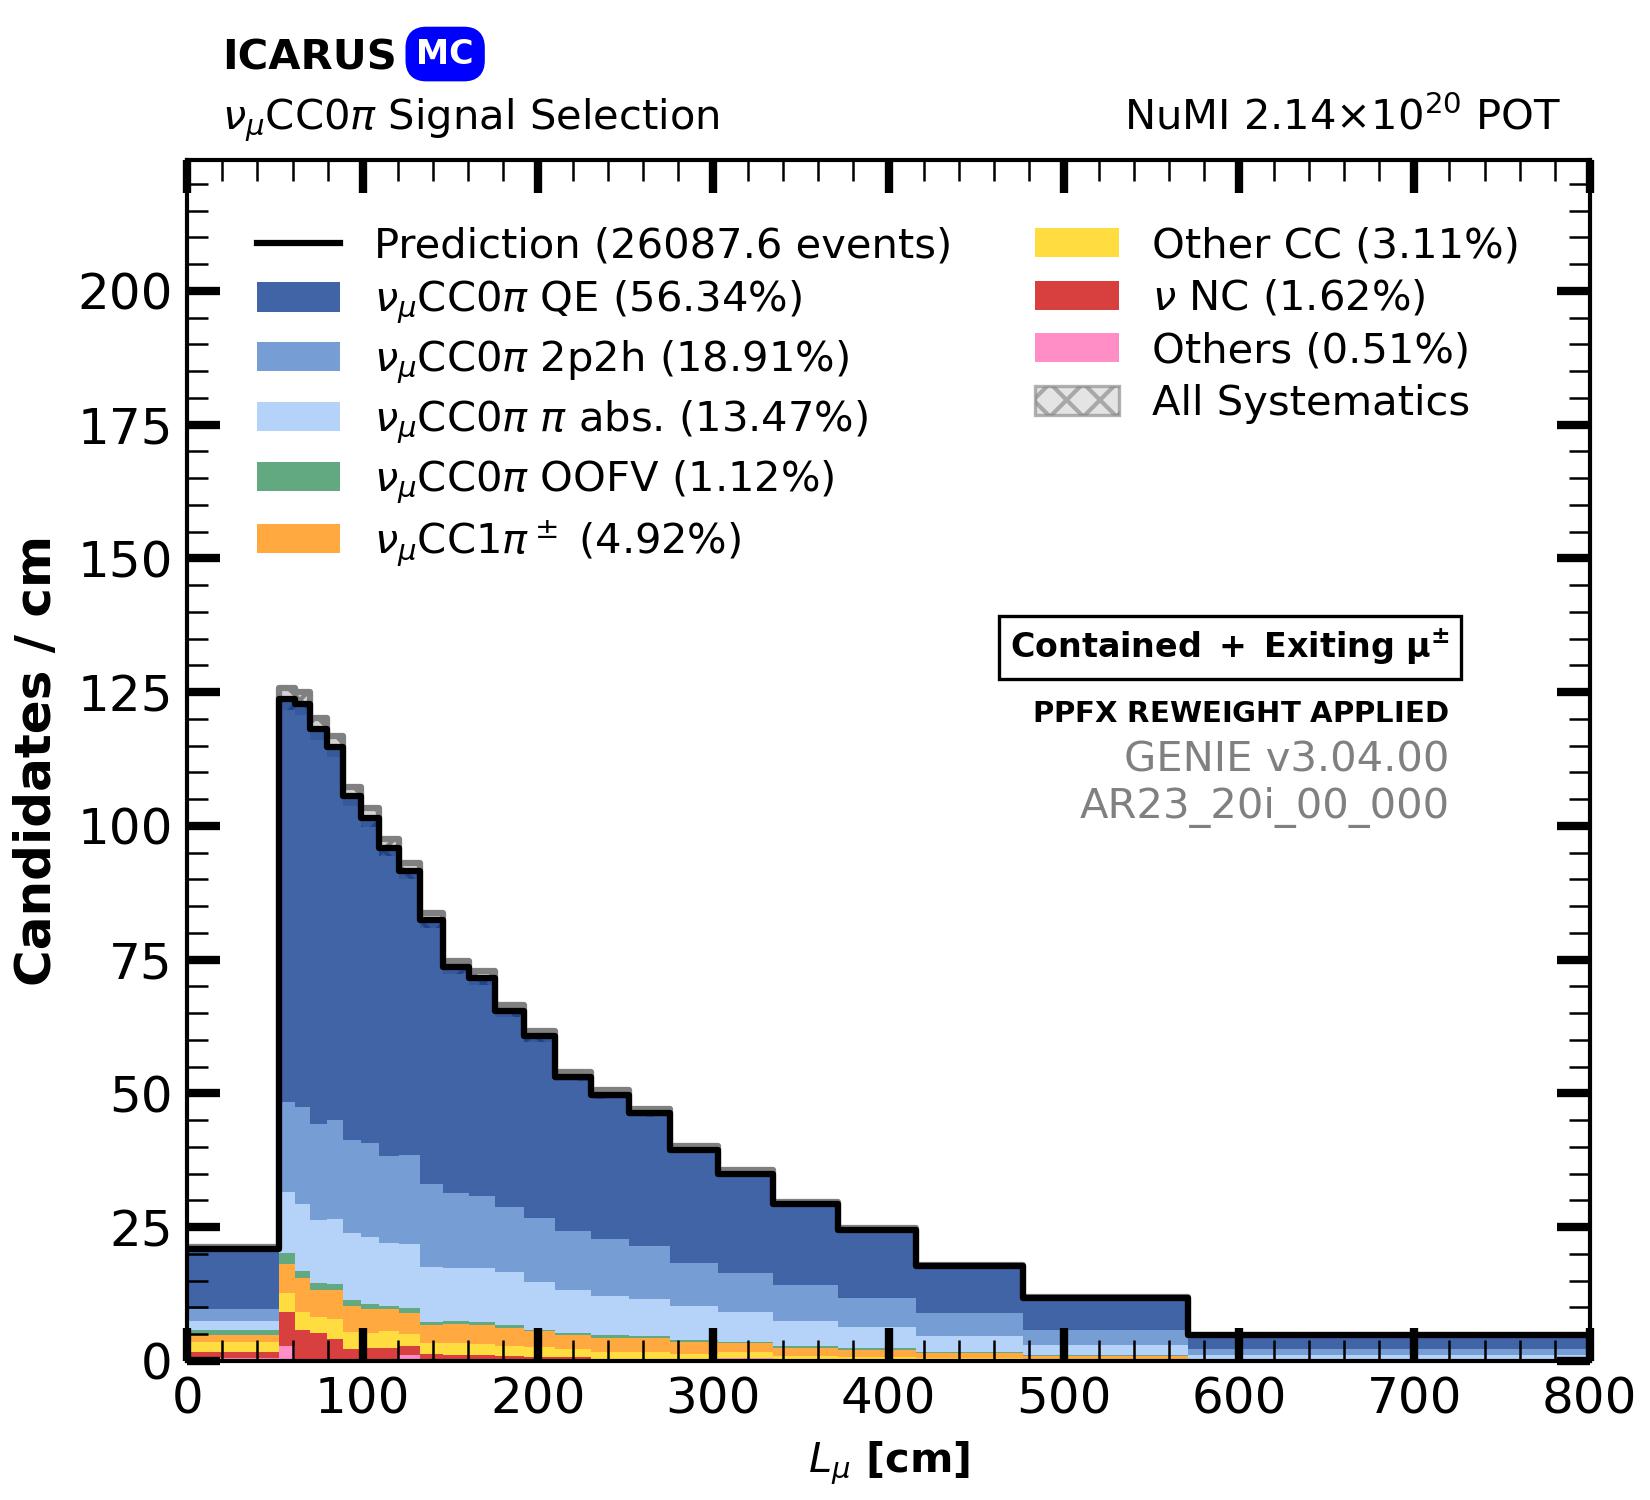 ICARUS MC
νμCC0π Signal Selection
NuMI 2.14×10²⁰ POT
Prediction (26087.6 events)
νμCC0π QE (56.34%)
νμCC0π 2p2h (18.91%)
νμCC0π π abs. (13.47%)
νμCC0π OOFV (1.12%)
νμCC1π± (4.92%)
Other CC (3.11%)
ν NC (1.62%)
Others (0.51%)
All Systematics
Contained + Exiting μ±
PPFX REWEIGHT APPLIED
GENIE v3.04.00
AR23_20i_00_000
Candidates / cm
200
175
150
125
100
75
50
25
0
0 100 200 300 400 500 600 700 800
Lμ [cm]